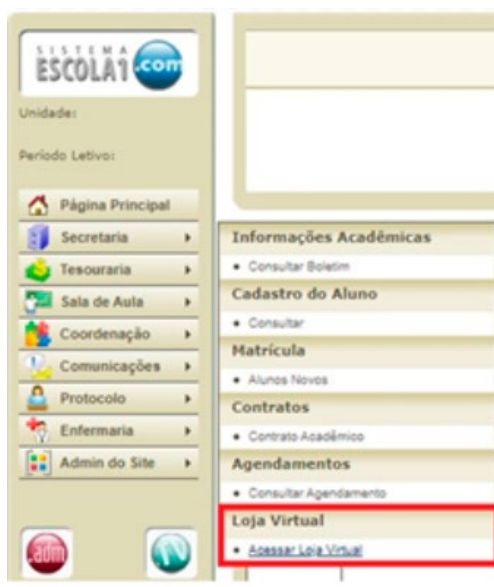 SISTEMA
ESCOLA1.com
Unidade:
Período Letivo:
Página Principal
Secretaria
Tesouraria
Sala de Aula
Coordenação
Comunicações
Protocolo
Enfermaria
Admin do Site
.adm
Informações Acadêmicas
• Consultar Boletim
Cadastro do Aluno
• Consultar
Matrícula
• Alunos Novos
Contratos
• Contrato Acadêmico
Agendamentos
• Consultar Agendamento
Loja Virtual
• Acessar Loja Virtual